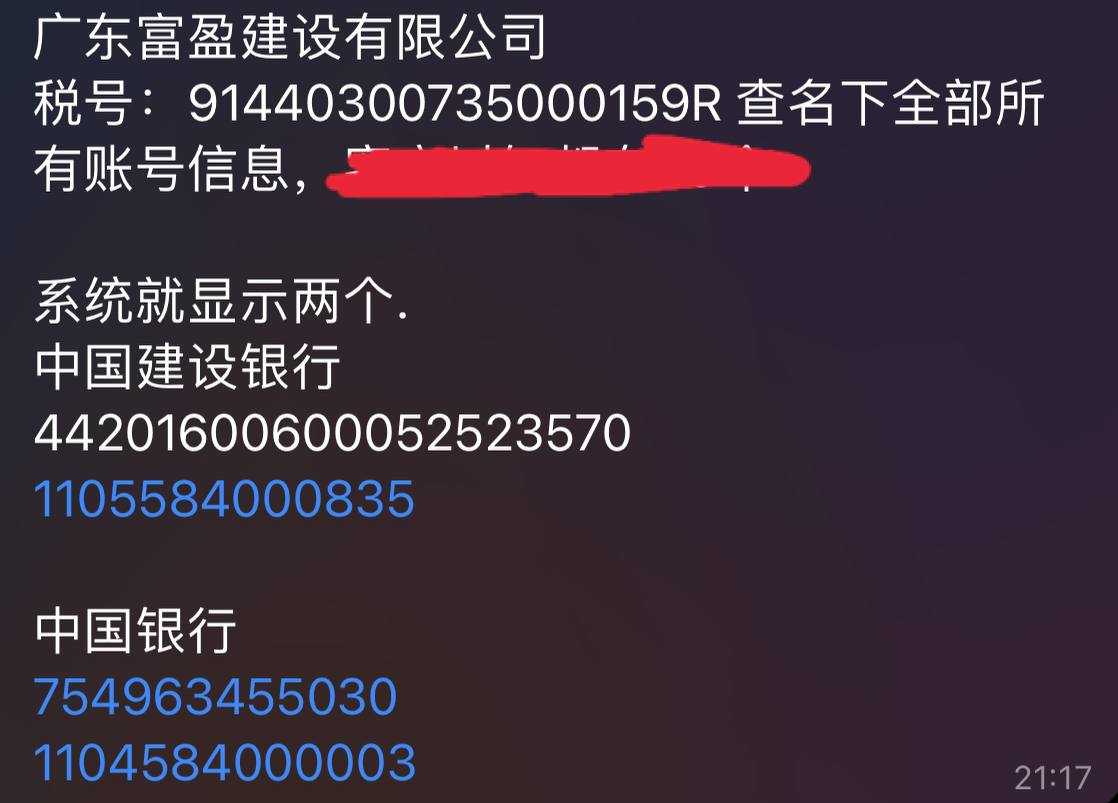 广东富盈建设有限公司
税号：91440300735000159R 查名下全部所
有账号信息，
系统就显示两个.
中国建设银行
44201600600052523570
1105584000835
中国银行
754963455030
1104584000003
21:17